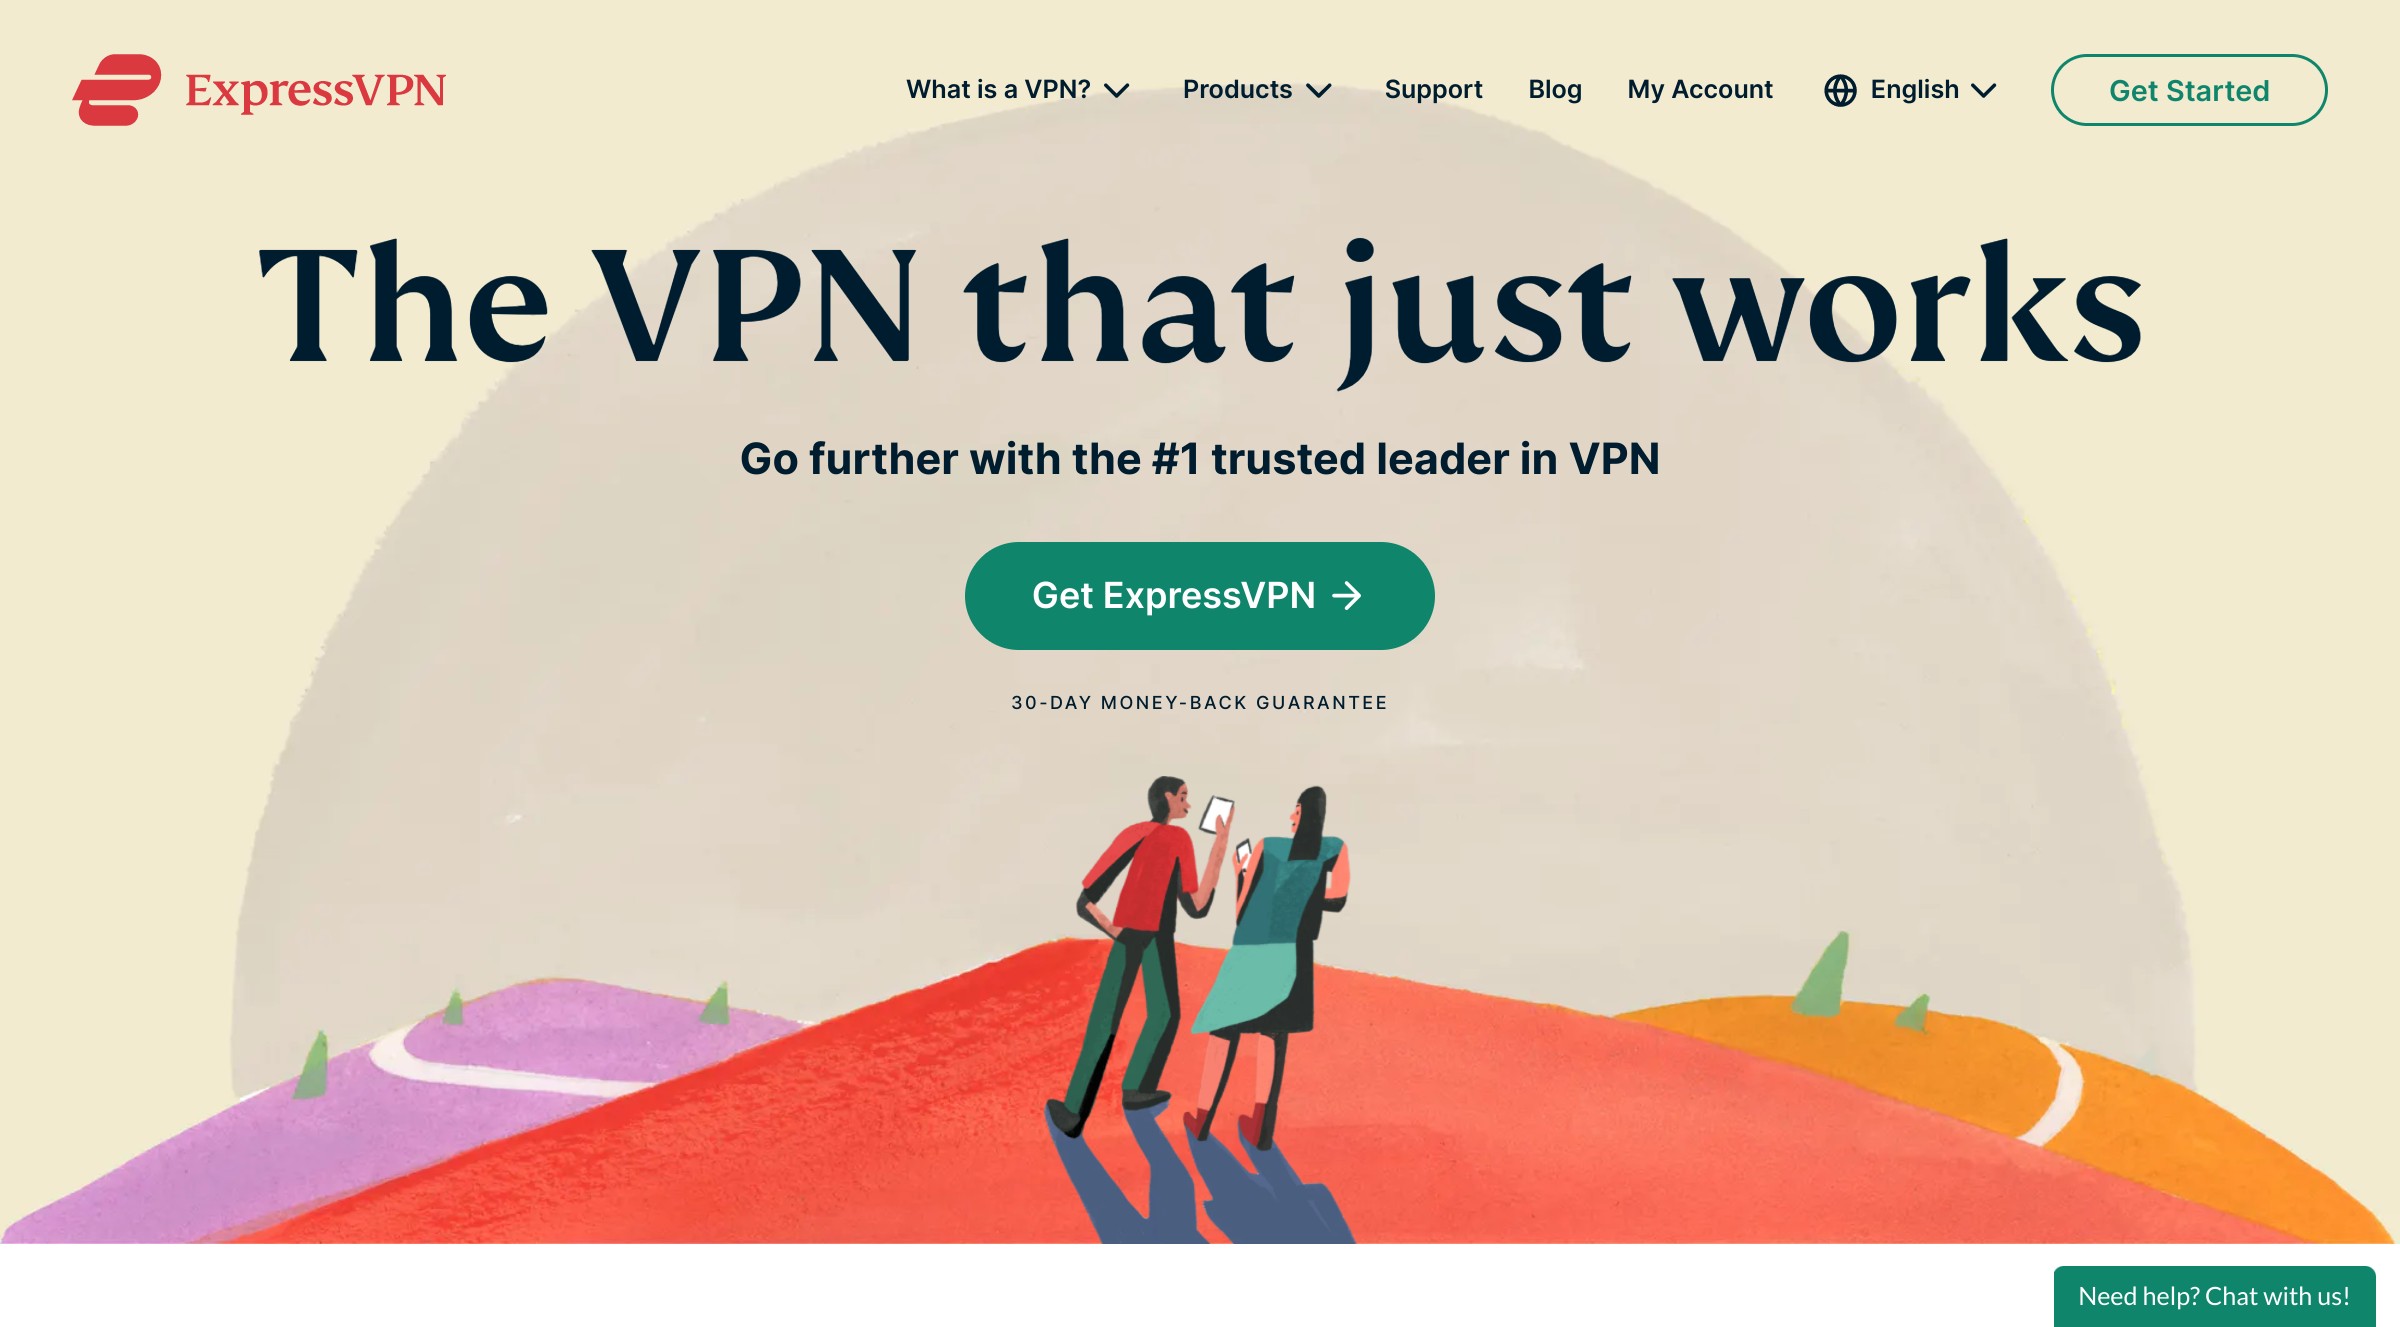 ExpressVPN
What is a VPN? Products Support Blog My Account English Get Started
The VPN that just works
Go further with the #1 trusted leader in VPN
Get ExpressVPN →
30-DAY MONEY-BACK GUARANTEE
Need help? Chat with us!